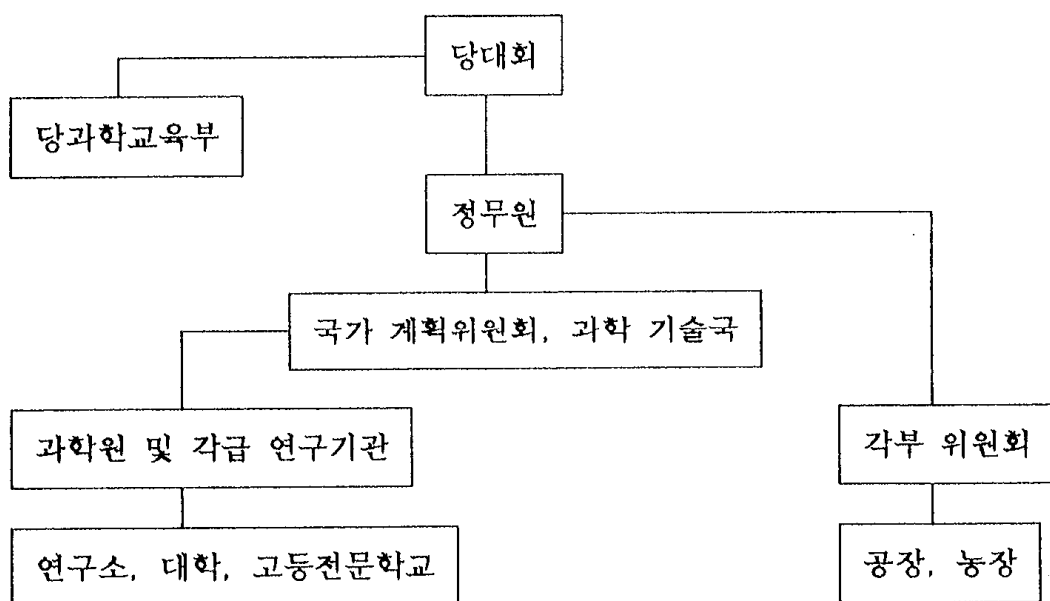 당대회
당과학교육부
정무원
국가 계획위원회, 과학 기술국
과학원 및 각급 연구기관
각부 위원회
연구소, 대학, 고등전문학교
공장, 농장